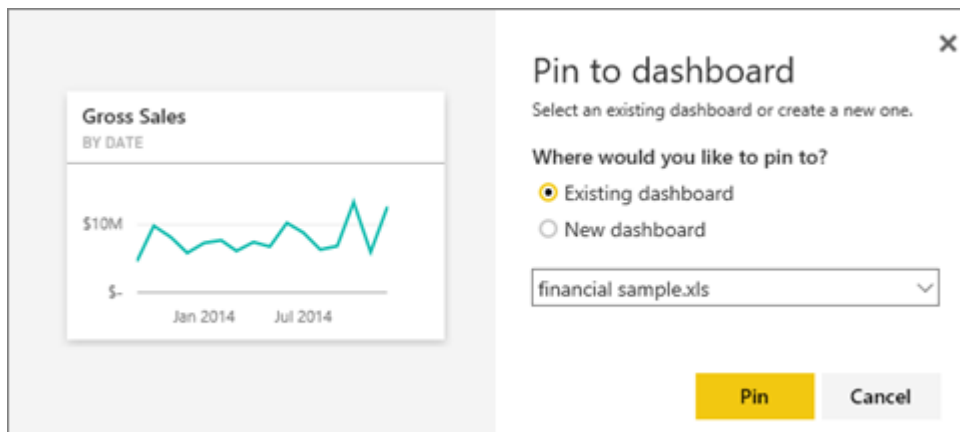 Gross Sales
BY DATE
$10M
$-
Jan 2014 Jul 2014
Pin to dashboard
Select an existing dashboard or create a new one.
Where would you like to pin to?
Existing dashboard
New dashboard
financial sample.xls
Pin Cancel